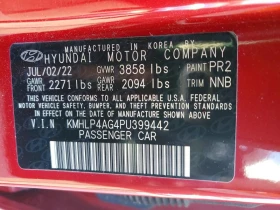 MANUFACTURED IN KOREA BY
HYUNDAI MOTOR COMPANY
JUL/02/22 GVWR 3858 lbs PAINT PR2
GAWR FRONT 2271 lbs GAWR REAR 2094 lbs TRIM NNB
THIS VEHICLE CONFORMS TO ALL APPLICABLE
U.S. FEDERAL MOTOR VEHICLE SAFETY,
BUMPER, AND THEFT PREVENTION STANDARDS
IN EFFECT ON THE DATE OF MANUFACTURE
SHOWN ABOVE.
V.I.N KMHLP4AG4PU399442
PASSENGER CAR